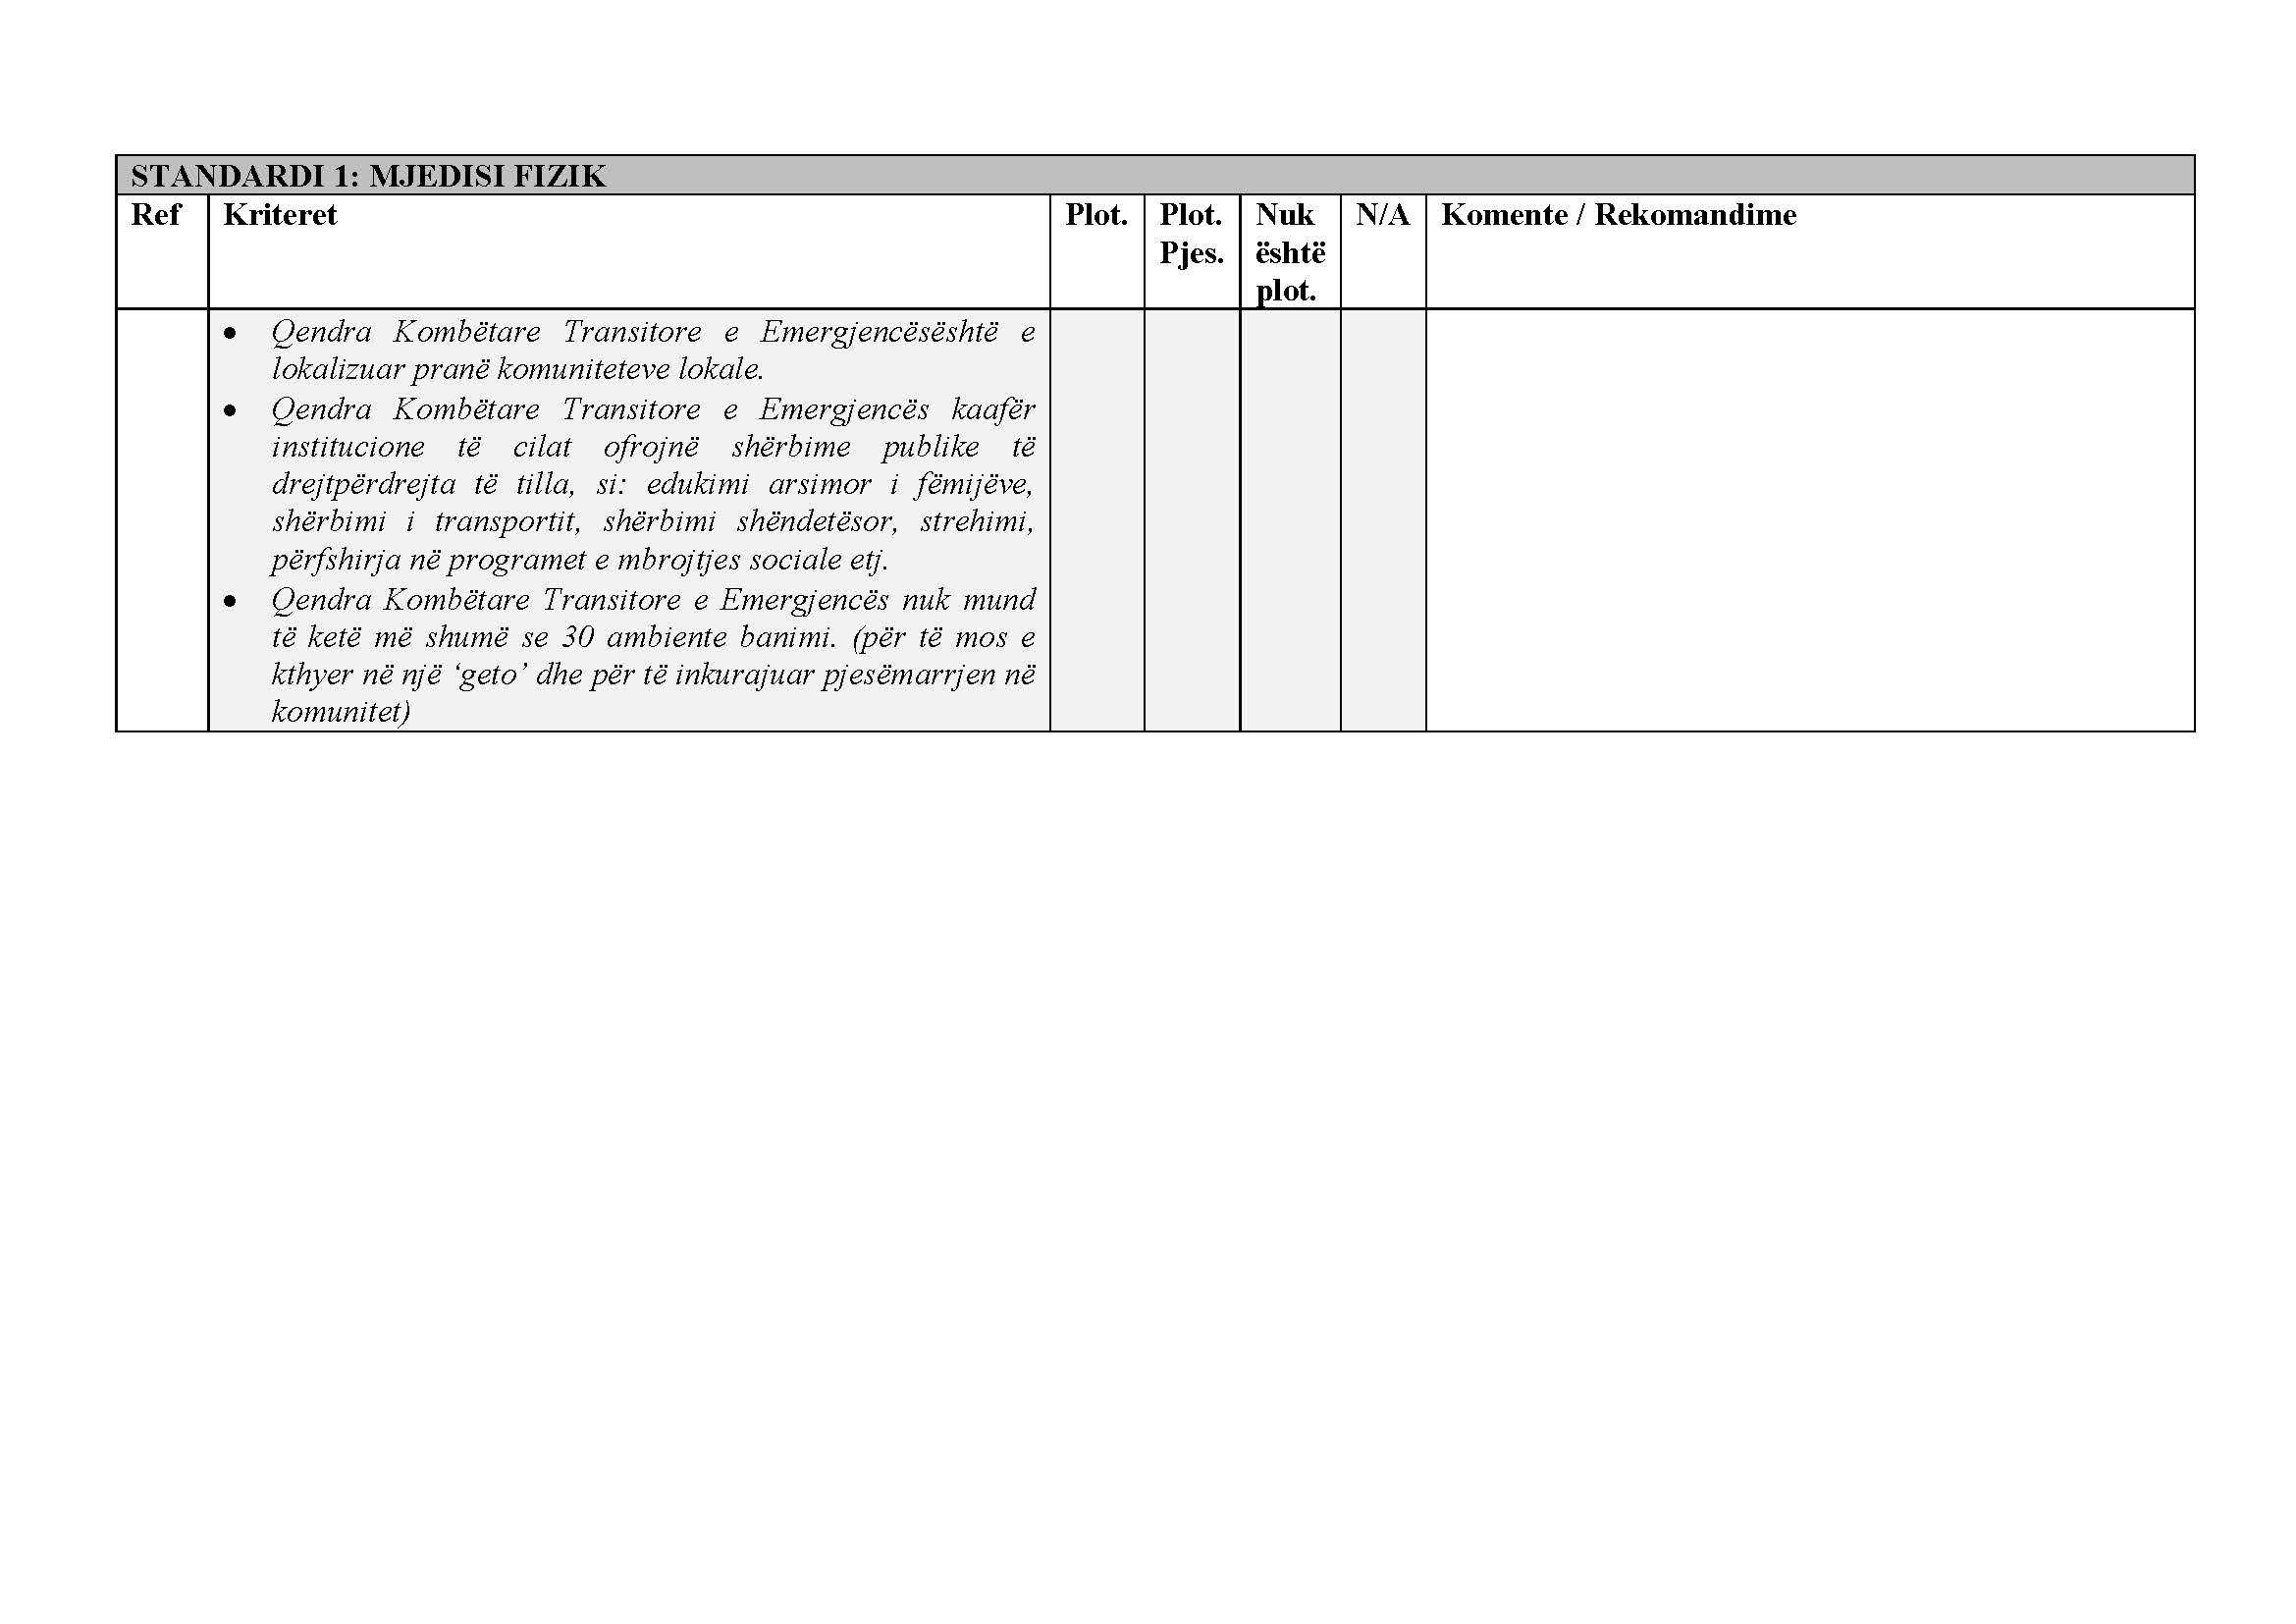 STANDARDI 1: MJEDISI FIZIK
Ref Kriteret Plot. Plot. Pjes. Nuk është plot. N/A Komente / Rekomandime
• Qendra Kombëtare Transitore e Emergjencësështë e
lokalizuar pranë komuniteteve lokale.
• Qendra Kombëtare Transitore e Emergjencës kaafër
institucione të cilat ofrojnë shërbime publike të
drejtpërdrejta të tilla, si: edukimi arsimor i fëmijëve,
shërbimi i transportit, shërbimi shëndetësor, strehimi,
përfshirja në programet e mbrojtjes sociale etj.
• Qendra Kombëtare Transitore e Emergjencës nuk mund
të ketë më shumë se 30 ambiente banimi. (për të mos e
kthyer në një ‘geto’ dhe për të inkurajuar pjesëmarrjen në
komunitet)